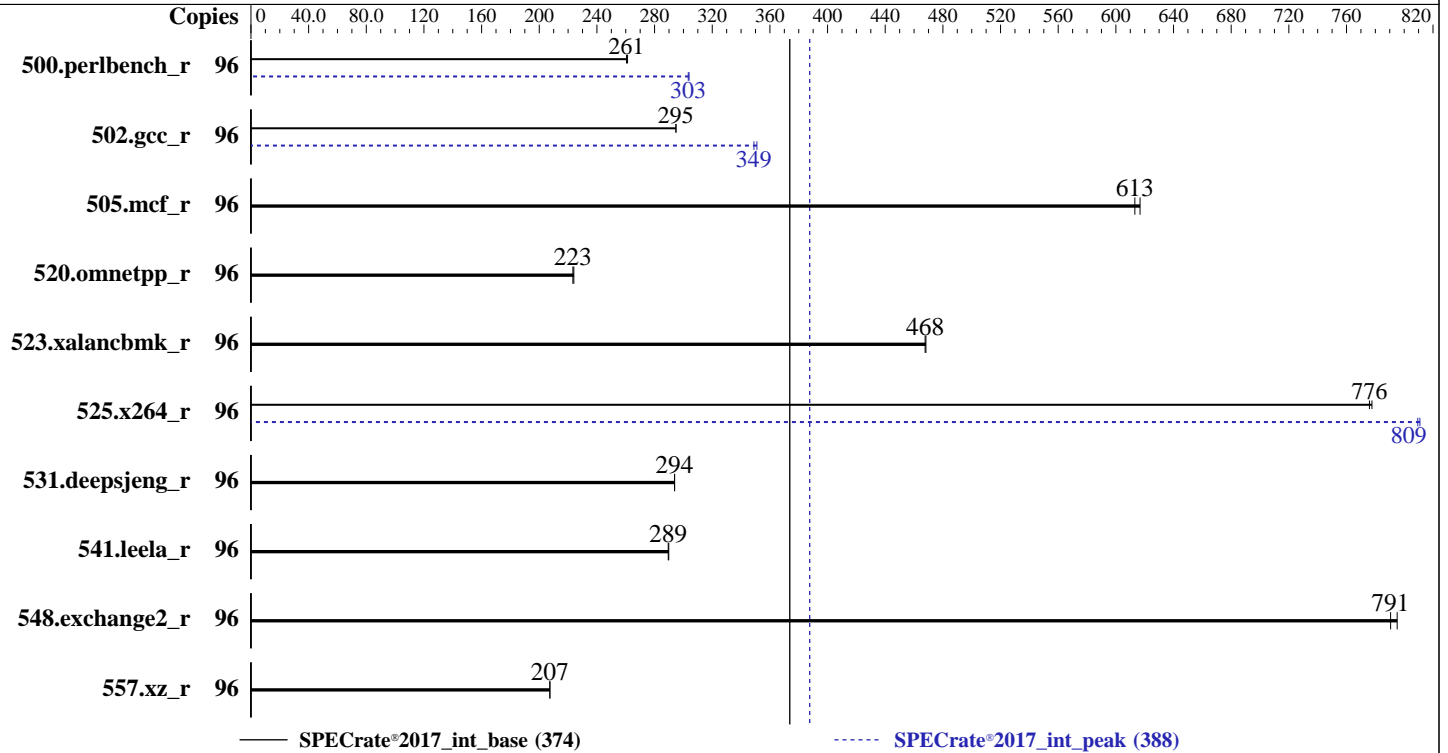 Copies 0 40.0 80.0 120 160 200 240 280 320 360 400 440 480 520 560 600 640 680 720 760 820
500.perlbench_r 96 261
303
502.gcc_r 96 295
349
505.mcf_r 96 613
520.omnetpp_r 96 223
523.xalancbmk_r 96 468
525.x264_r 96 776
809
531.deepsjeng_r 96 294
541.leela_r 96 289
548.exchange2_r 96 791
557.xz_r 96 207
SPECrate®2017_int_base (374) SPECrate®2017_int_peak (388)